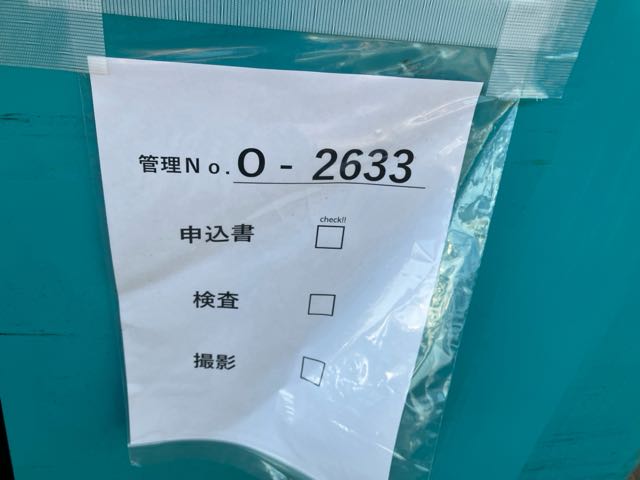 管理No. O - 2633
check!!
申込書 □
検査 □
撮影 □